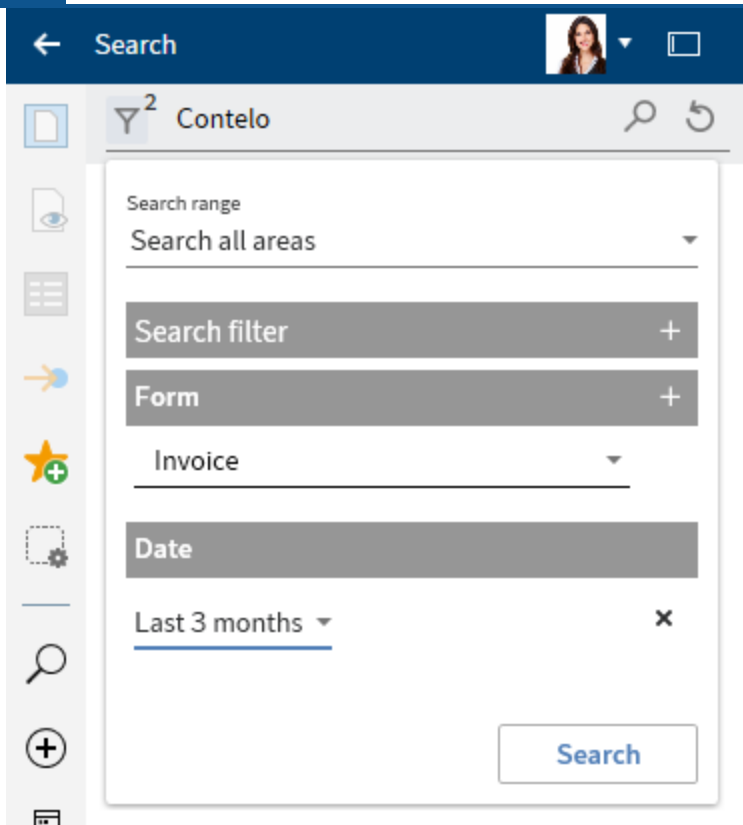 Search
2
Contelo
Search range
Search all areas
Search filter
Form
Invoice
Date
Last 3 months
Search